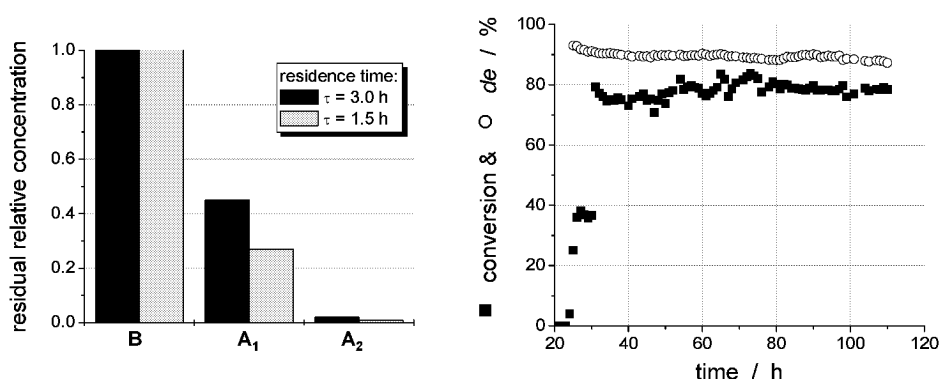 residual relative concentration
1.0
0.8
0.6
0.4
0.2
0.0
residence time:
τ = 3.0 h
τ = 1.5 h
B
A₁
A₂
■ conversion & ○ de / %
100
80
60
40
20
0
20
40
60
80
100
120
time / h